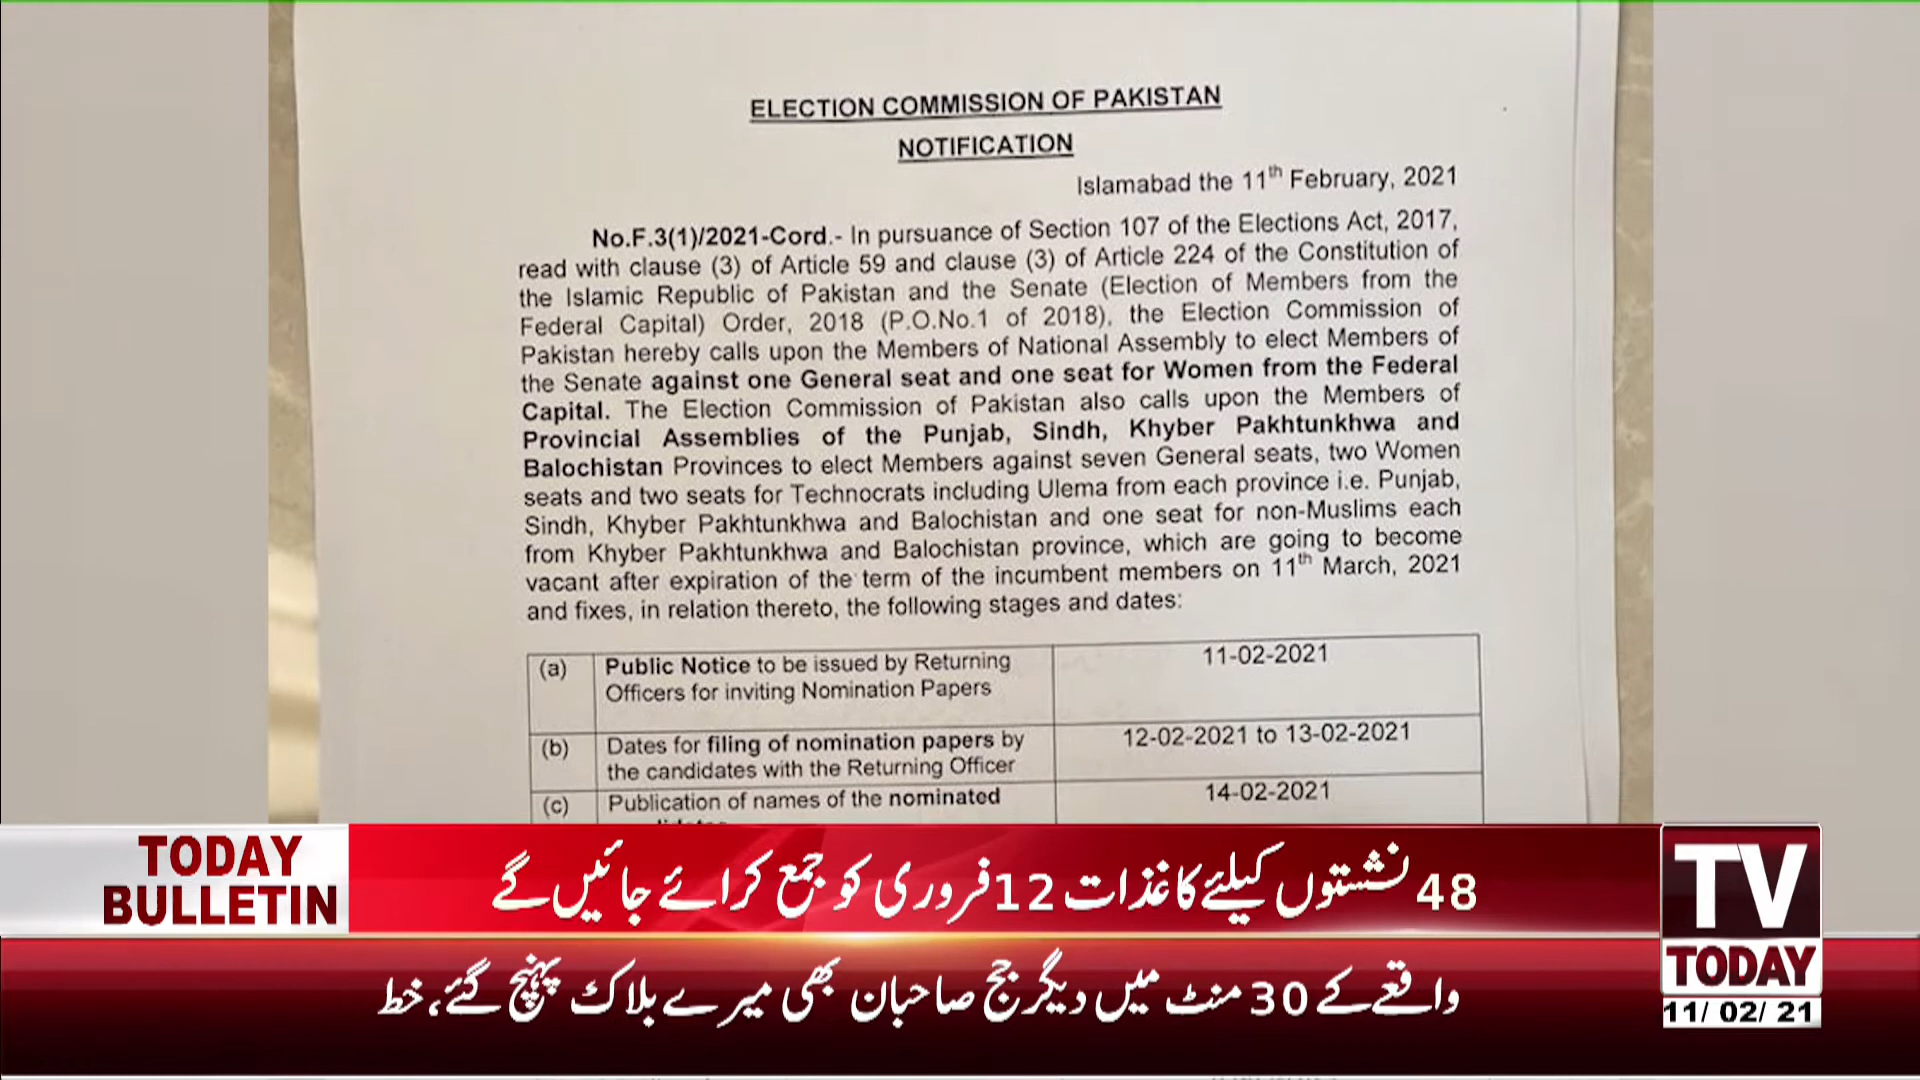 ELECTION COMMISSION OF PAKISTAN
NOTIFICATION
Islamabad the 11th February, 2021
No.F.3(1)/2021-Cord.- In pursuance of Section 107 of the Elections Act, 2017,
read with clause (3) of Article 59 and clause (3) of Article 224 of the Constitution of
the Islamic Republic of Pakistan and the Senate (Election of Members from the
Federal Capital) Order, 2018 (P.O.No.1 of 2018), the Election Commission of
Pakistan hereby calls upon the Members of National Assembly to elect Members of
the Senate against one General seat and one seat for Women from the Federal
Capital. The Election Commission of Pakistan also calls upon the Members of
Provincial Assemblies of the Punjab, Sindh, Khyber Pakhtunkhwa and
Balochistan Provinces to elect Members against seven General seats, two Women
seats and two seats for Technocrats including Ulema from each province i.e. Punjab,
Sindh, Khyber Pakhtunkhwa and Balochistan and one seat for non-Muslims each
from Khyber Pakhtunkhwa and Balochistan province, which are going to become
vacant after expiration of the term of the incumbent members on 11th March, 2021
and fixes, in relation thereto, the following stages and dates:
(a) Public Notice to be issued by Returning 11-02-2021
Officers for inviting Nomination Papers
(b) Dates for filing of nomination papers by 12-02-2021 to 13-02-2021
the candidates with the Returning Officer
(c) Publication of names of the nominated 14-02-2021
TODAY
BULLETIN
48 نشستوں کیلئے کاغذات 12 فروری کو جمع کرائے جائیں گے
واقعے کے 30 منٹ میں دیگر جج صاحبان بھی میرے بلاک پہنچ گئے، خط
TV
TODAY
11/ 02/ 21